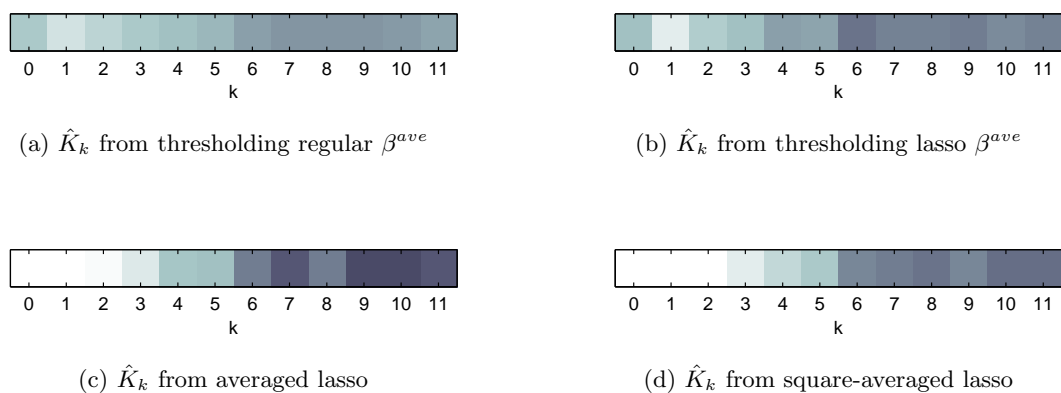 0 1 2 3 4 5 6 7 8 9 10 11
k
(a) K̂_k from thresholding regular β^{ave}
0 1 2 3 4 5 6 7 8 9 10 11
k
(b) K̂_k from thresholding lasso β^{ave}
0 1 2 3 4 5 6 7 8 9 10 11
k
(c) K̂_k from averaged lasso
0 1 2 3 4 5 6 7 8 9 10 11
k
(d) K̂_k from square-averaged lasso